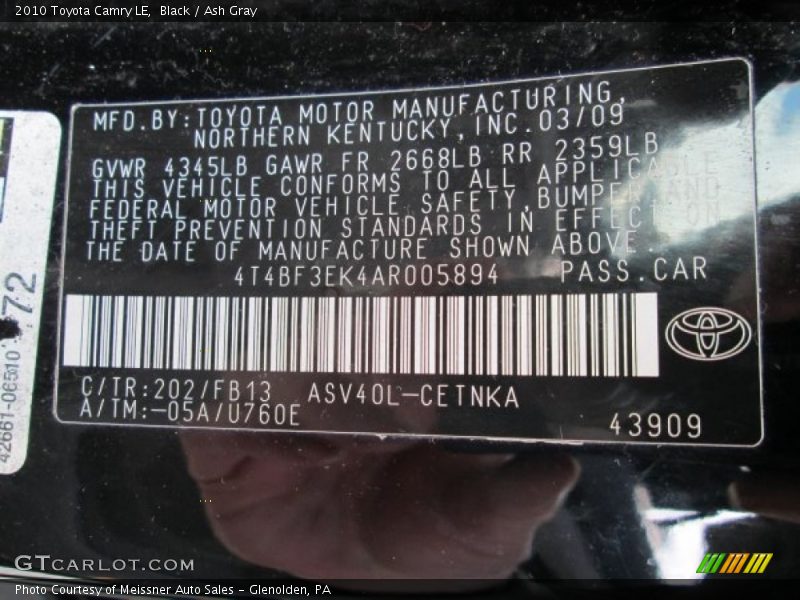 2010 Toyota Camry LE, Black / Ash Gray
MFD.BY:TOYOTA MOTOR MANUFACTURING,
NORTHERN KENTUCKY,INC.03/09
GVWR 4345LB GAWR FR 2668LB RR 2359LB
THIS VEHICLE CONFORMS TO ALL APPLICABLE
FEDERAL MOTOR VEHICLE SAFETY,BUMPER AND
THEFT PREVENTION STANDARDS IN EFFECT ON
THE DATE OF MANUFACTURE SHOWN ABOVE.
4T4BF3EK4AR005894 PASS.CAR
C/TR:202/FB13 ASV40L-CETNKA
A/TM:-05A/U760E
43909
42661-06510 72
GTCARLOT.COM
Photo Courtesy of Meissner Auto Sales - Glenolden, PA